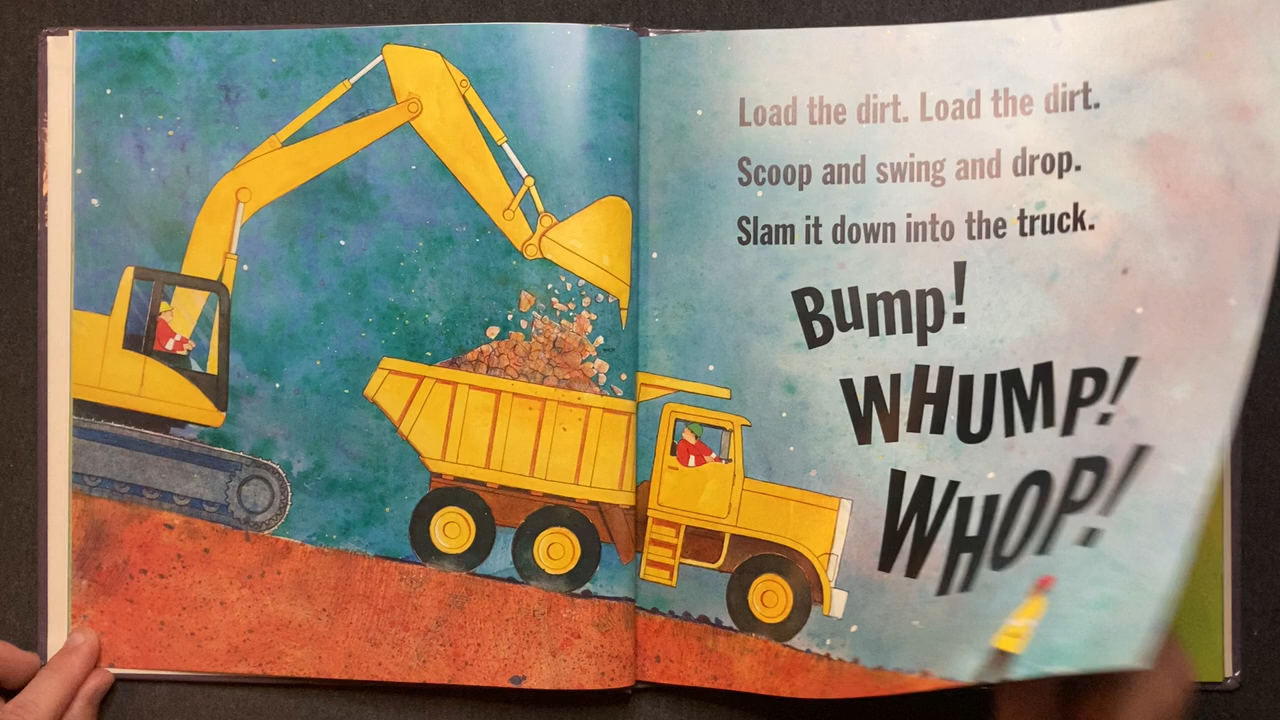 Load the dirt. Load the dirt.
Scoop and swing and drop.
Slam it down into the truck.
Bump!
WHUMP!
WHOP!